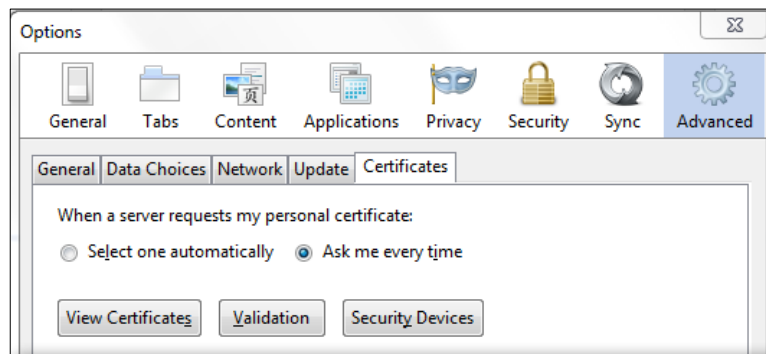 Options
页
General Tabs Content Applications Privacy Security Sync Advanced
General Data Choices Network Update Certificates
When a server requests my personal certificate:
Select one automatically Ask me every time
View Certificates Validation Security Devices